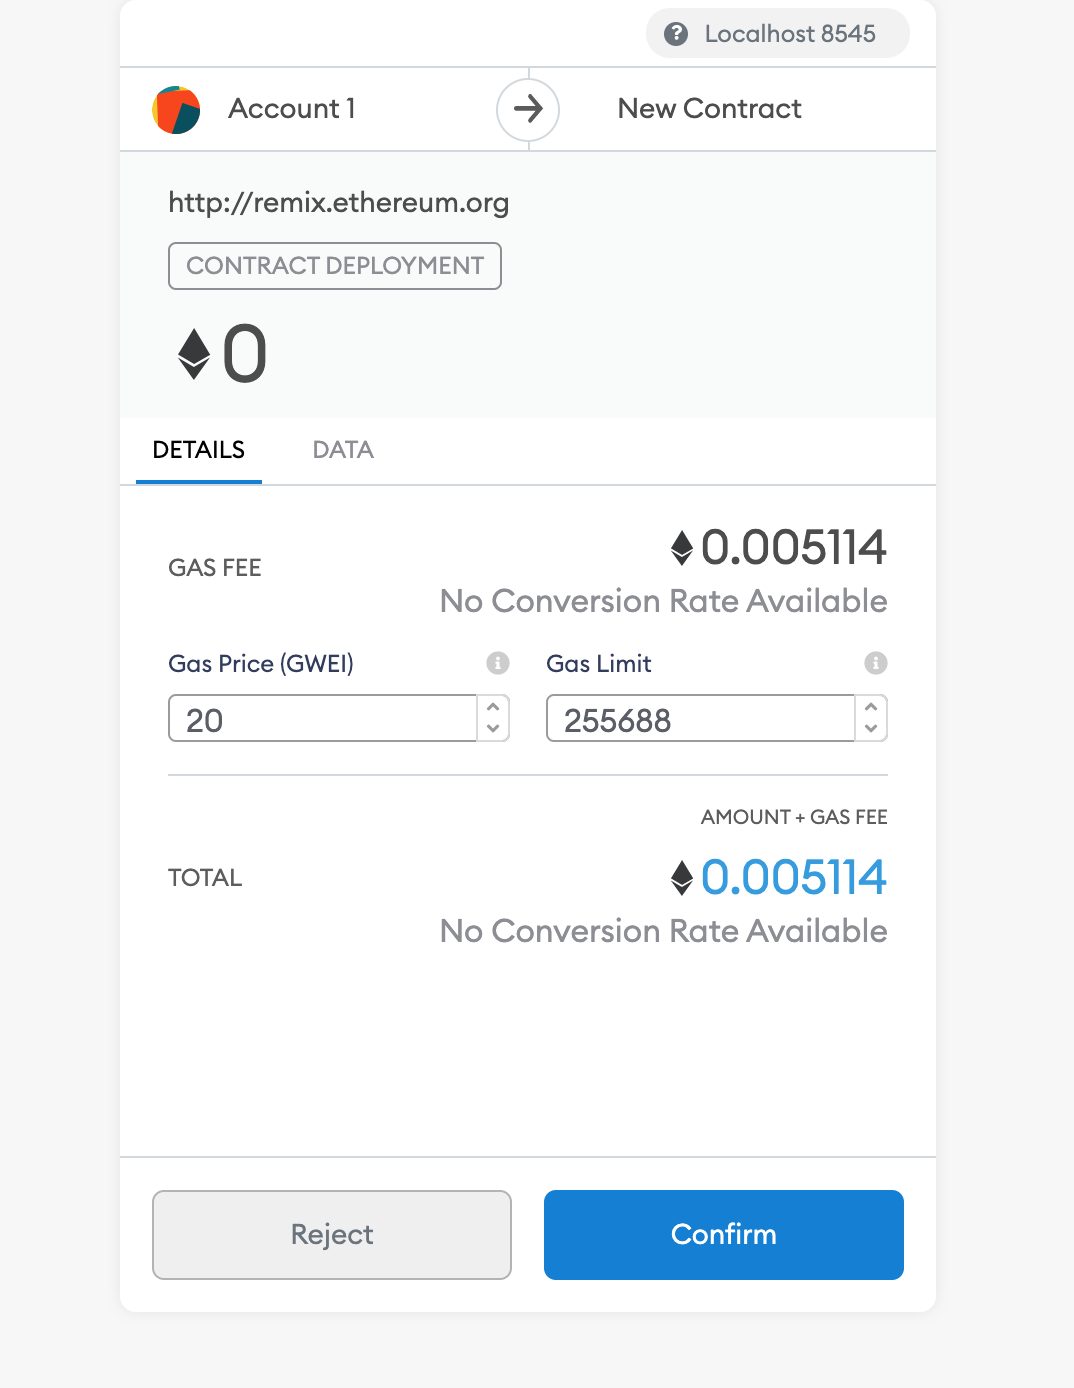 Localhost 8545
Account 1
New Contract
http://remix.ethereum.org
CONTRACT DEPLOYMENT
0
DETAILS
DATA
GAS FEE
0.005114
No Conversion Rate Available
Gas Price (GWEI)
Gas Limit
20
255688
AMOUNT + GAS FEE
TOTAL
0.005114
No Conversion Rate Available
Reject
Confirm